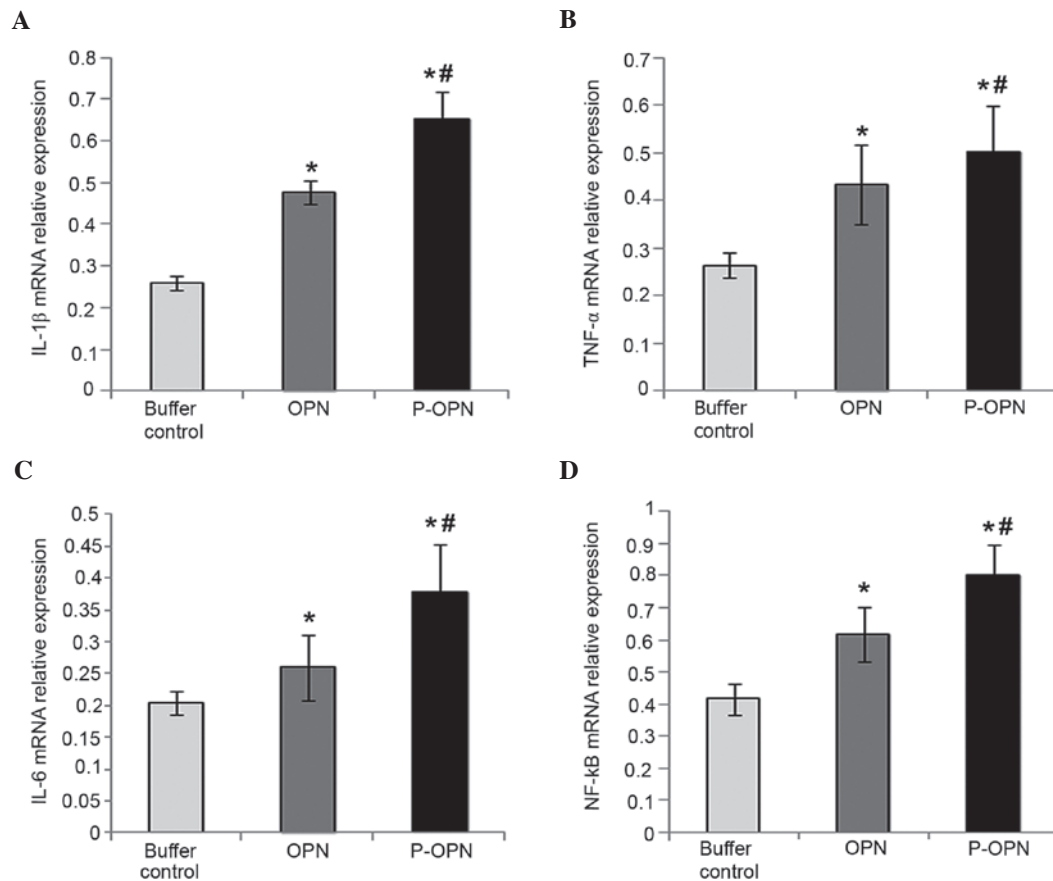 A
IL-1β mRNA relative expression
0.8
0.7
0.6
0.5
0.4
0.3
0.2
0.1
0
*
*#
Buffer
control
OPN
P-OPN
B
TNF-α mRNA relative expression
0.7
0.6
0.5
0.4
0.3
0.2
0.1
0
*
*#
Buffer
control
OPN
P-OPN
C
IL-6 mRNA relative expression
0.5
0.45
0.4
0.35
0.3
0.25
0.2
0.15
0.1
0.05
0
*
*#
Buffer
control
OPN
P-OPN
D
NF-kB mRNA relative expression
1
0.9
0.8
0.7
0.6
0.5
0.4
0.3
0.2
0.1
0
*
*#
Buffer
control
OPN
P-OPN